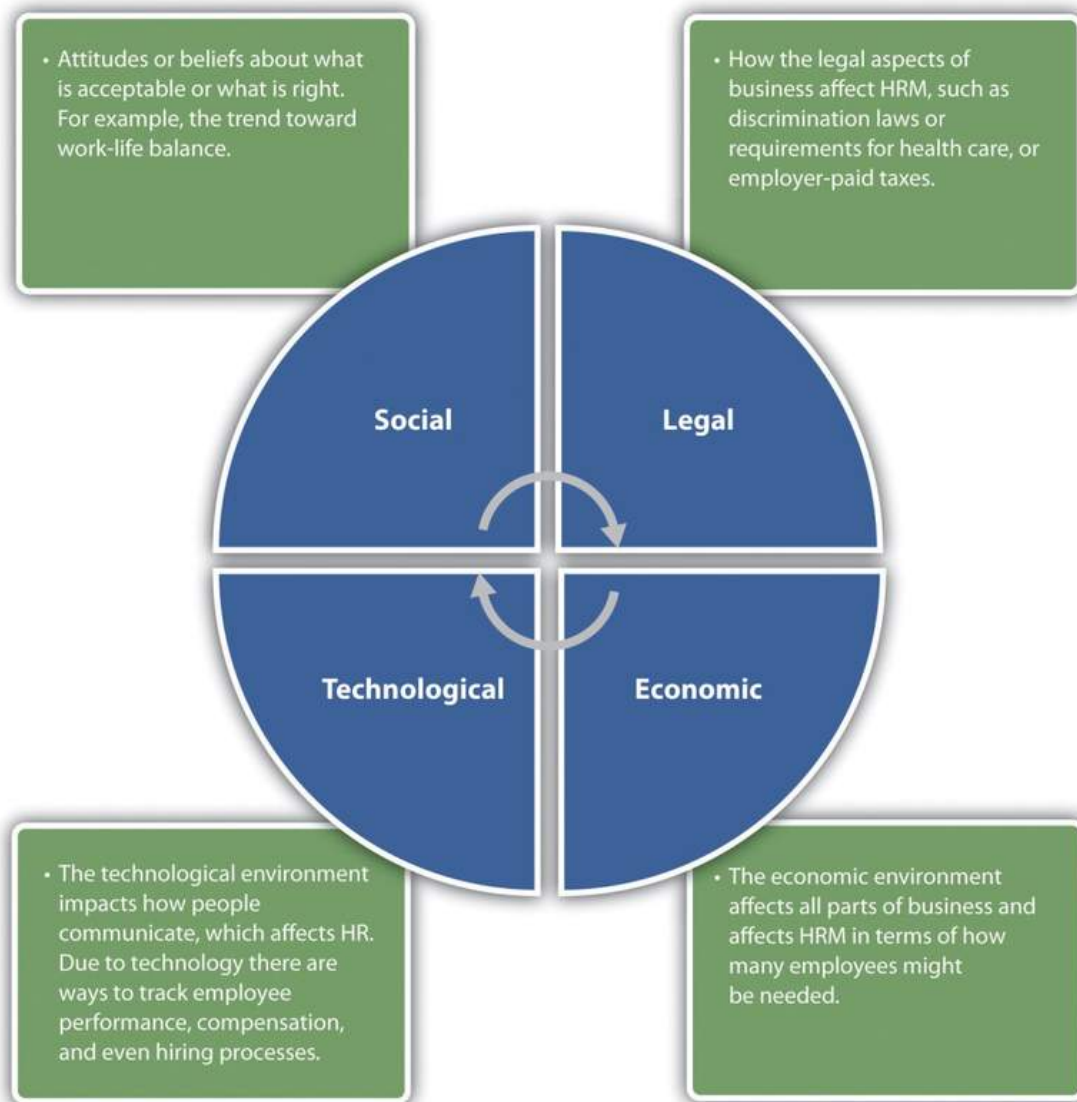 • Attitudes or beliefs about what
is acceptable or what is right.
For example, the trend toward
work-life balance.
• How the legal aspects of
business affect HRM, such as
discrimination laws or
requirements for health care, or
employer-paid taxes.
Social
Legal
Technological
Economic
• The technological environment
impacts how people
communicate, which affects HR.
Due to technology there are
ways to track employee
performance, compensation,
and even hiring processes.
• The economic environment
affects all parts of business and
affects HRM in terms of how
many employees might
be needed.